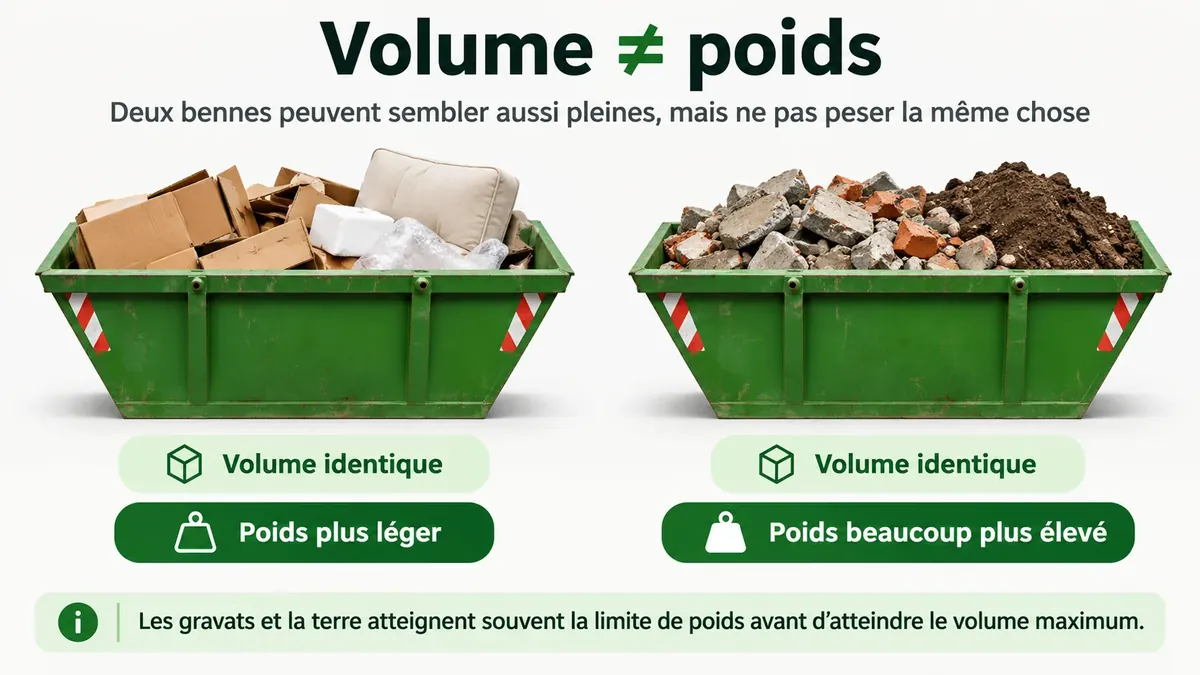 Volume ≠ poids
Deux bennes peuvent sembler aussi pleines, mais ne pas peser la même chose
Volume identique
Poids plus léger
Volume identique
Poids beaucoup plus élevé
Les gravats et la terre atteignent souvent la limite de poids avant d'atteindre le volume maximum.